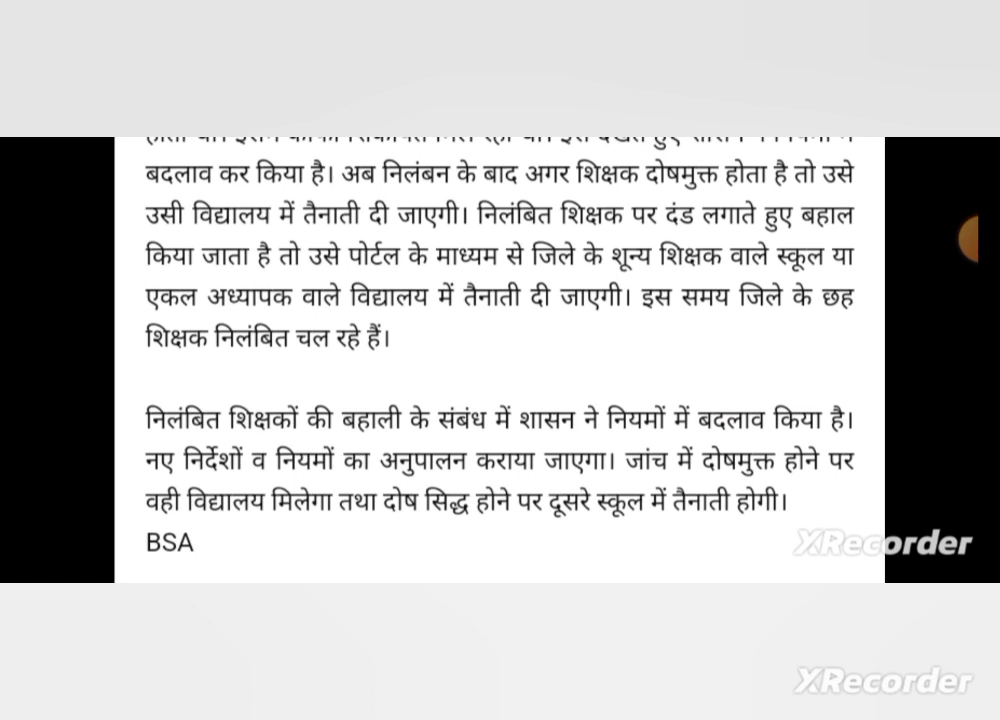 बदलाव कर किया है। अब निलंबन के बाद अगर शिक्षक दोषमुक्त होता है तो उसे
उसी विद्यालय में तैनाती दी जाएगी। निलंबित शिक्षक पर दंड लगाते हुए बहाल
किया जाता है तो उसे पोर्टल के माध्यम से जिले के शून्य शिक्षक वाले स्कूल या
एकल अध्यापक वाले विद्यालय में तैनाती दी जाएगी। इस समय जिले के छह
शिक्षक निलंबित चल रहे हैं।
निलंबित शिक्षकों की बहाली के संबंध में शासन ने नियमों में बदलाव किया है।
नए निर्देशों व नियमों का अनुपालन कराया जाएगा। जांच में दोषमुक्त होने पर
वही विद्यालय मिलेगा तथा दोष सिद्ध होने पर दूसरे स्कूल में तैनाती होगी।
BSA
XRecorder
XRecorder